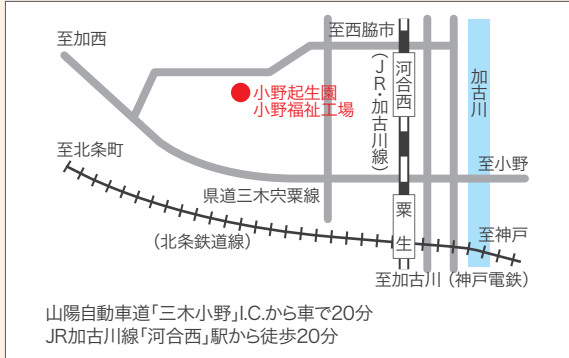 至加西
至西脇市
河合西
(JR・加古川線)
加古川
小野起生園
小野福祉工場
至北条町
至小野
県道三木宍粟線
粟生
(北条鉄道線)
至神戸
至加古川
(神戸電鉄)
山陽自動車道「三木小野」I.C.から車で20分
JR加古川線「河合西」駅から徒歩20分